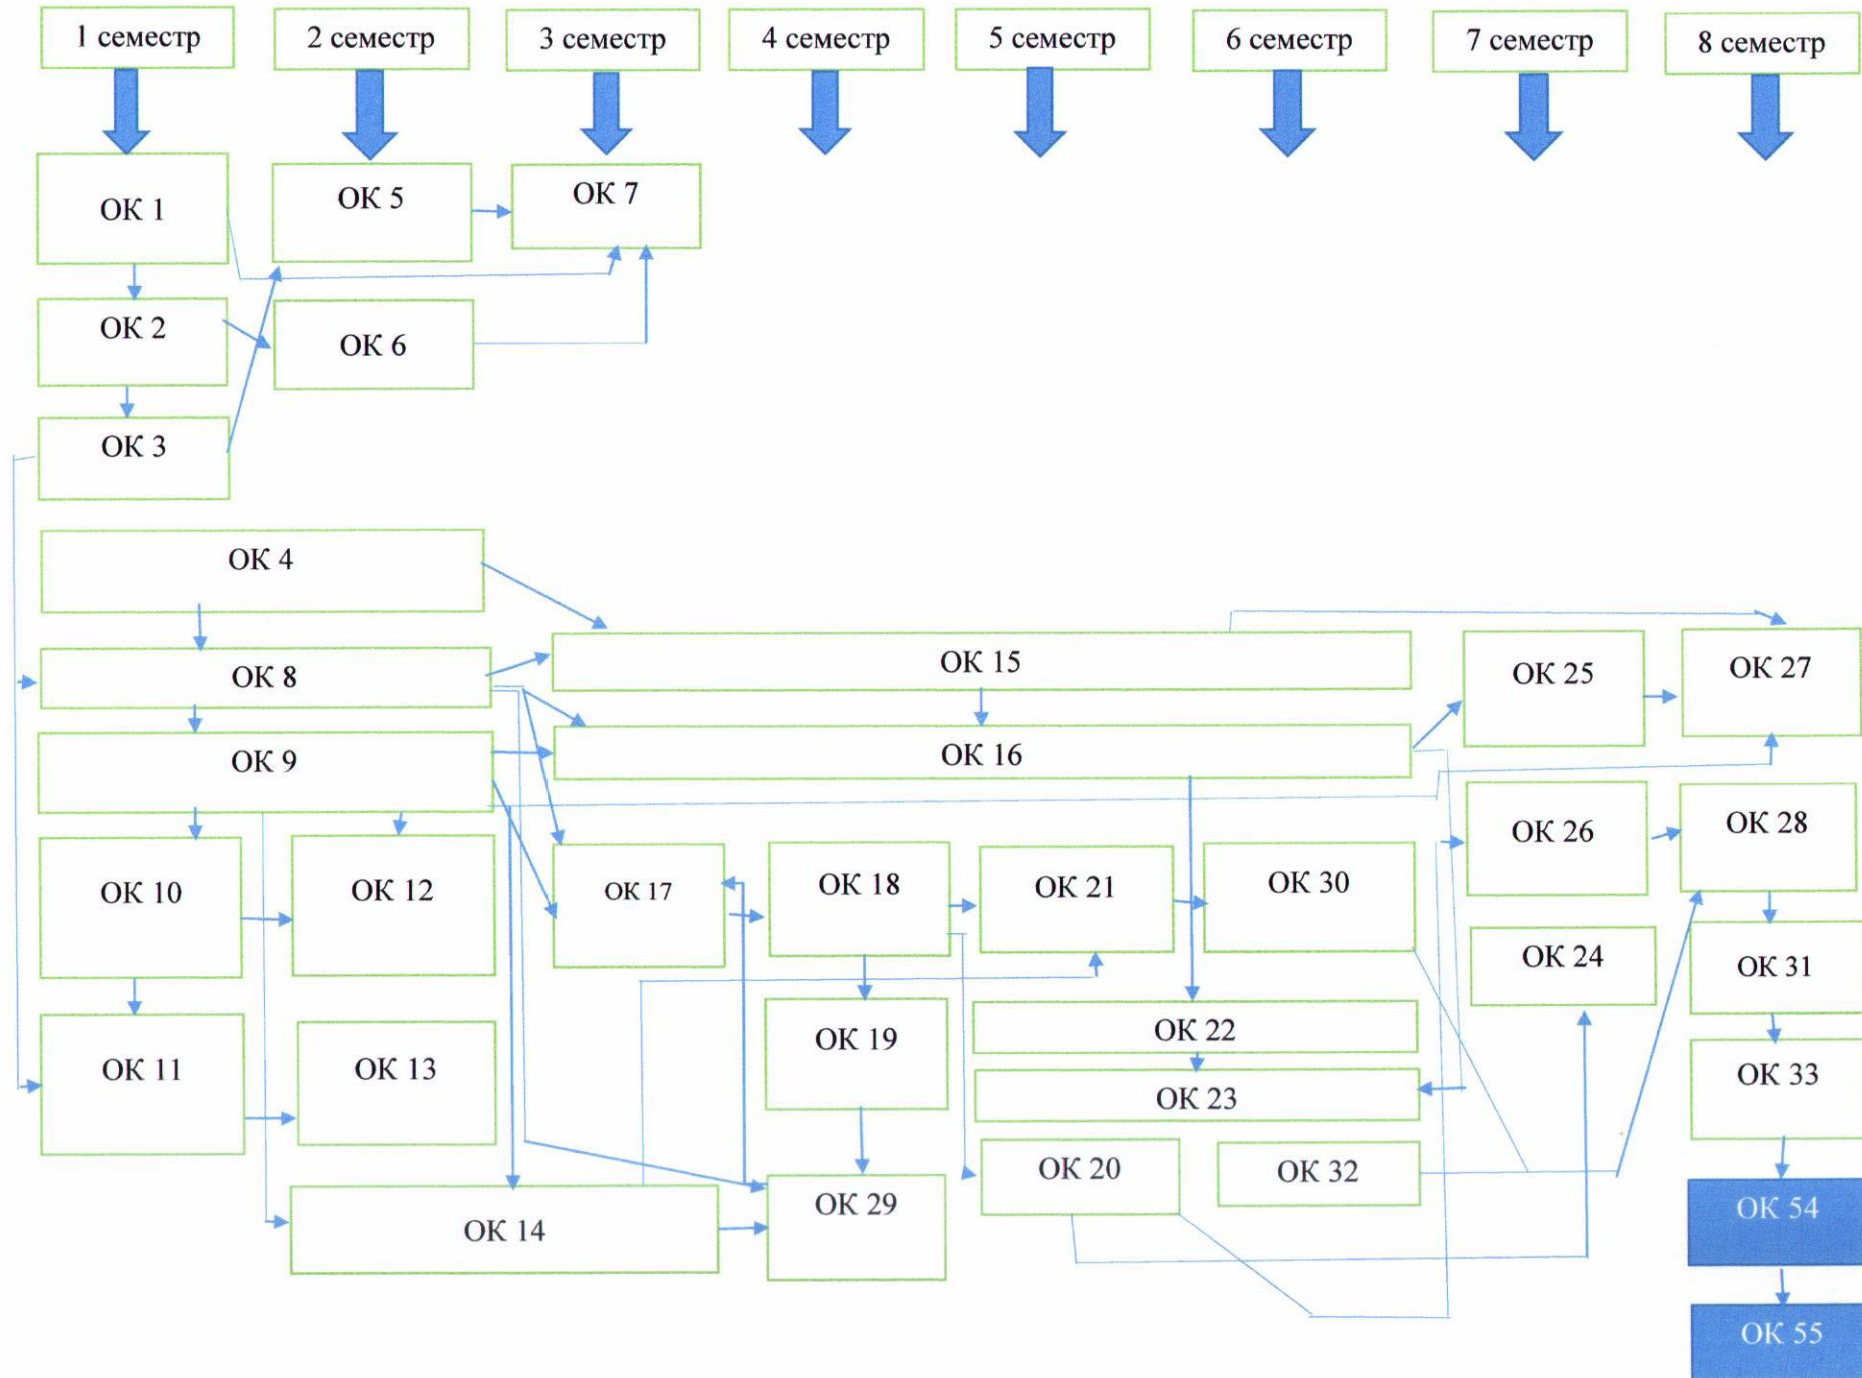 1 семестр
2 семестр
3 семестр
4 семестр
5 семестр
6 семестр
7 семестр
8 семестр
ОК 1
ОК 5
ОК 7
ОК 2
ОК 6
ОК 3
ОК 4
ОК 8
ОК 15
ОК 25
ОК 27
ОК 9
ОК 16
ОК 10
ОК 12
ОК 17
ОК 18
ОК 21
ОК 30
ОК 26
ОК 28
ОК 24
ОК 31
ОК 11
ОК 13
ОК 19
ОК 22
ОК 23
ОК 33
ОК 20
ОК 32
ОК 14
ОК 29
ОК 54
ОК 55